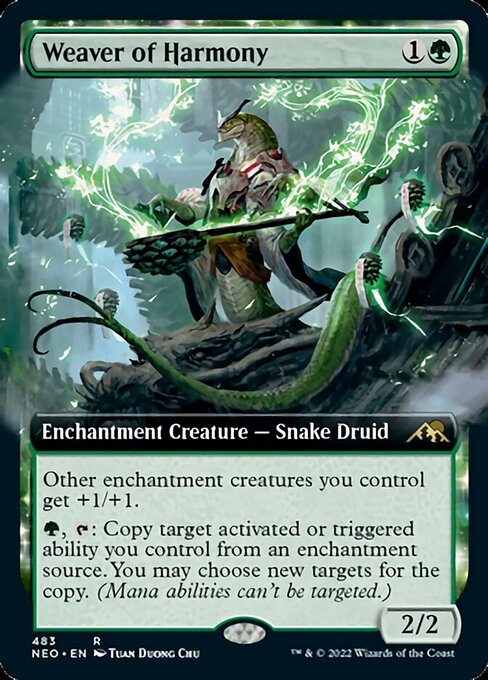 Weaver of Harmony 1
Enchantment Creature — Snake Druid
Other enchantment creatures you control
get +1/+1.
, : Copy target activated or triggered
ability you control from an enchantment
source. You may choose new targets for the
copy. (Mana abilities can't be targeted.)
2/2
483 R
NEO • EN Tuan Duong Chu
™ & © 2022 Wizards of the Coast